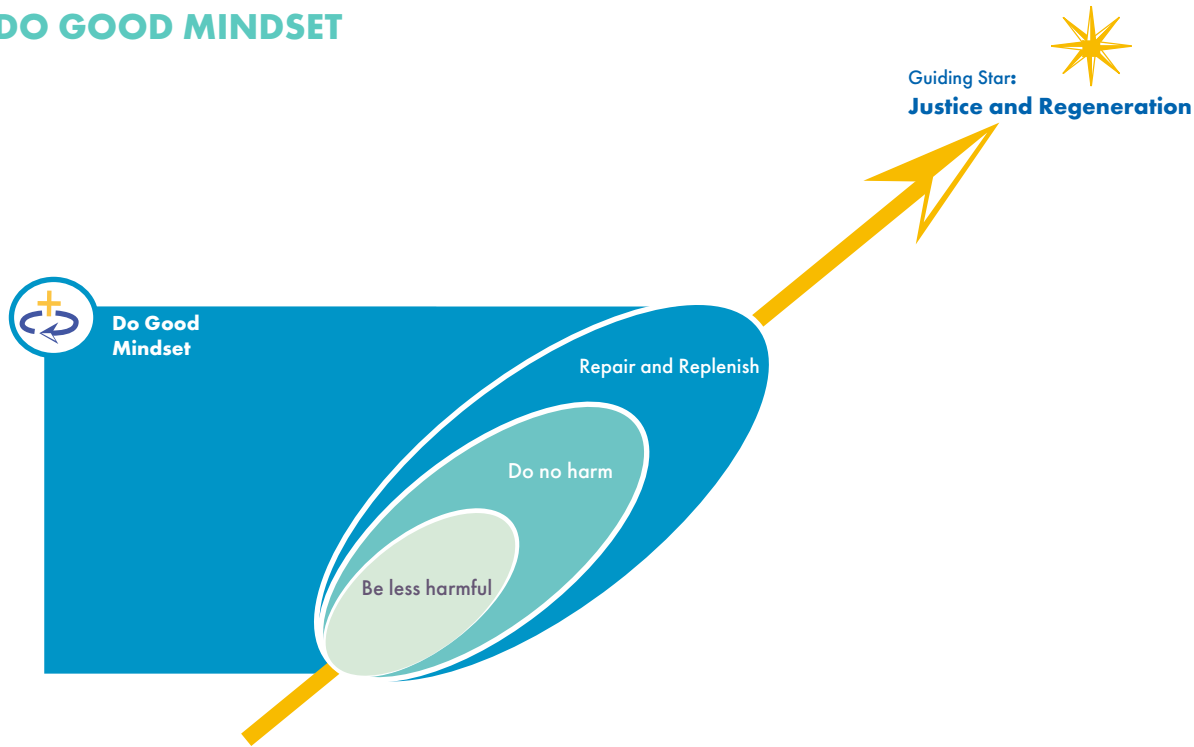 DO GOOD MINDSET
Guiding Star:
Justice and Regeneration
Do Good
Mindset
Repair and Replenish
Do no harm
Be less harmful